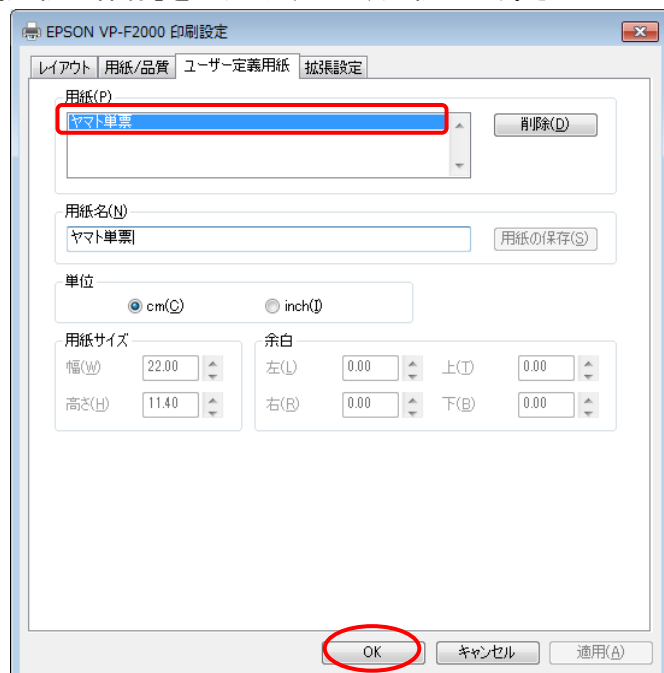 EPSON VP-F2000 印刷設定
レイアウト 用紙/品質 ユーザー定義用紙 拡張設定
用紙(P)
ヤマト単票
削除(D)
用紙名(N)
ヤマト単票
用紙の保存(S)
単位
cm(C) inch(I)
用紙サイズ 余白
幅(W) 22.00 左(L) 0.00 上(T) 0.00
高さ(H) 11.40 右(R) 0.00 下(B) 0.00
OK キャンセル 適用(A)